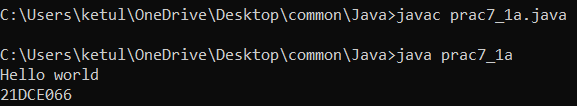 C:\Users\ketul\OneDrive\Desktop\common\Java>javac prac7_1a.java
C:\Users\ketul\OneDrive\Desktop\common\Java>java prac7_1a
Hello world
21DCE066